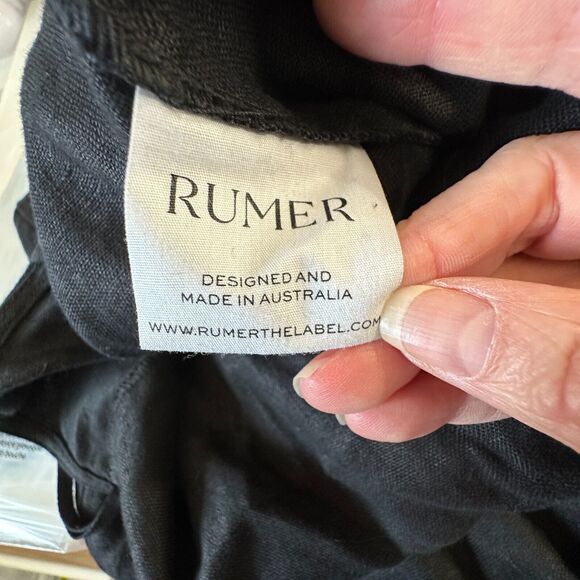 RUMER
DESIGNED AND
MADE IN AUSTRALIA
WWW.RUMERTHELABEL.COM